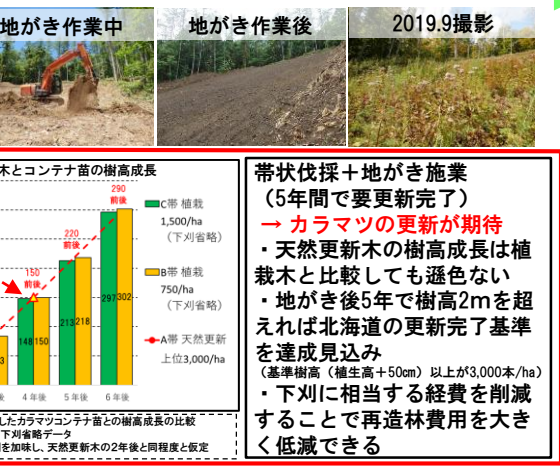 地がき作業中
地がき作業後
2019.9撮影
木とコンテナ苗の樹高成長
290
前後
220
前後
150
前後
3
148 150
213 218
297 302
後
4年後
5年後
6年後
C帯 植栽
1,500/ha
（下刈省略）
B帯 植栽
750/ha
（下刈省略）
A帯 天然更新
上位3,000/ha
したカラマツコンテナ苗との樹高成長の比較
下刈省略データ
を加味し、天然更新木の2年後と同程度と仮定
帯状伐採＋地がき施業
（5年間で要更新完了）
→ カラマツの更新が期待
・天然更新木の樹高成長は植
栽木と比較しても遜色ない
・地がき後5年で樹高2mを超
えれば北海道の更新完了基準
を達成見込み
（基準樹高（植生高＋50㎝）以上が3,000本/ha）
・下刈に相当する経費を削減
することで再造林費用を大き
く低減できる